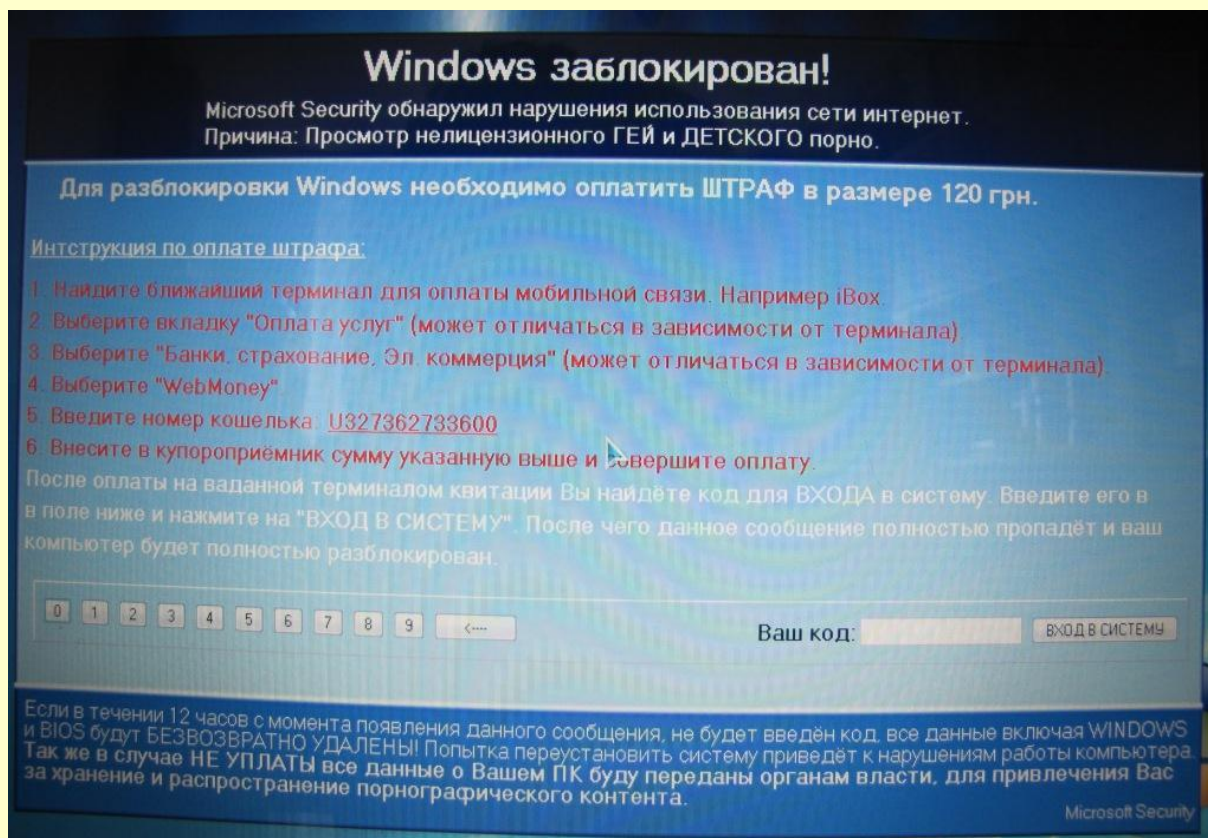 Windows заблокирован!
Microsoft Security обнаружил нарушения использования сети интернет.
Причина: Просмотр нелицензионного ГЕЙ и ДЕТСКОГО порно.
Для разблокировки Windows необходимо оплатить ШТРАФ в размере 120 грн.
Интструкция по оплате штрафа:
1. Найдите ближайший терминал для оплаты мобильной связи. Например iBox.
2. Выберите вкладку "Оплата услуг" (может отличаться в зависимости от терминала).
3. Выберите "Банки, страхование, Эл. коммерция" (может отличаться в зависимости от терминала).
4. Выберите "WebMoney"
5. Введите номер кошелька: U327362733600
6. Внесите в купороприёмник сумму указанную выше и совершите оплату.
После оплаты на ваданной терминалом квитации Вы найдёте код для ВХОДА в систему. Введите его в
в поле ниже и нажмите на "ВХОД В СИСТЕМУ". После чего данное сообщение полностью пропадёт и ваш
компьютер будет полностью разблокирован.
0 1 2 3 4 5 6 7 8 9 <---- Ваш код: ВХОД В СИСТЕМУ
Если в течении 12 часов с момента появления данного сообщения, не будет введён код, все данные включая WINDOWS
и BIOS будут БЕЗВОЗВРАТНО УДАЛЕНЫ! Попытка переустановить систему приведёт к нарушениям работы компьютера.
Так же в случае НЕ УПЛАТЫ все данные о Вашем ПК буду переданы органам власти, для привлечения Вас
за хранение и распространение порнографического контента.
Microsoft Security